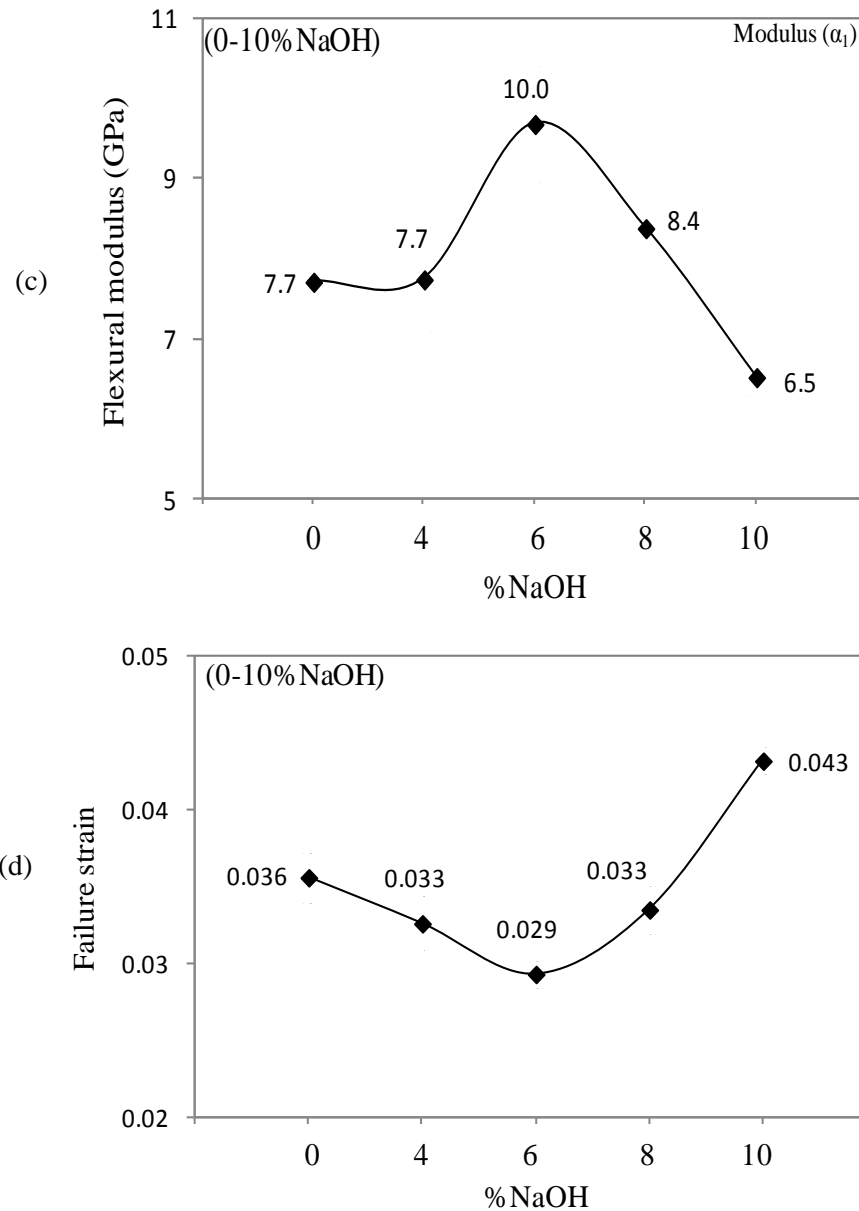 11
(0-10%NaOH)
Modulus (α1)
10.0
9
8.4
7.7
7.7
(c)
Flexural modulus (GPa)
7
6.5
5
0 4 6 8 10
%NaOH
0.05
(0-10%NaOH)
0.043
0.04
(d)
Failure strain
0.036
0.033
0.033
0.029
0.03
0.02
0 4 6 8 10
%NaOH